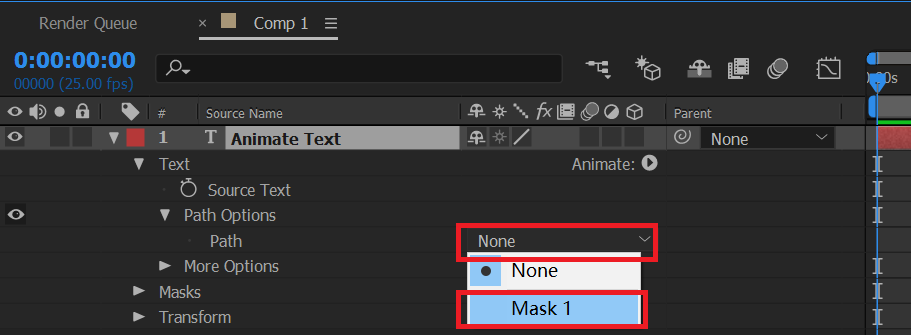 Render Queue × Comp 1 ≡
0:00:00:00
00000 (25.00 fps)
:00s
# Source Name Parent
1 T Animate Text None
Text Animate:
Source Text
Path Options
Path None
More Options None
Masks Mask 1
Transform